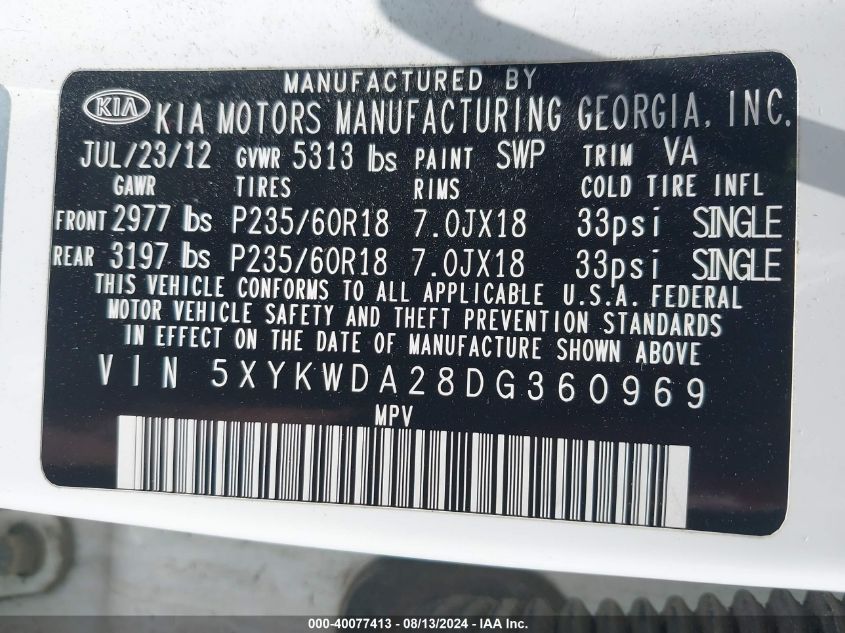 MANUFACTURED BY
KIA KIA MOTORS MANUFACTURING GEORGIA, INC.
JUL/23/12 GVWR 5313 lbs PAINT SWP TRIM VA
GAWR TIRES RIMS COLD TIRE INFL
FRONT 2977 lbs P235/60R18 7.0JX18 33psi SINGLE
REAR 3197 lbs P235/60R18 7.0JX18 33psi SINGLE
THIS VEHICLE CONFORMS TO ALL APPLICABLE U.S.A. FEDERAL
MOTOR VEHICLE SAFETY AND THEFT PREVENTION STANDARDS
IN EFFECT ON THE DATE OF MANUFACTURE SHOWN ABOVE
VIN 5XYKWDA28DG360969
MPV
000-40077413 - 08/13/2024 - IAA Inc.